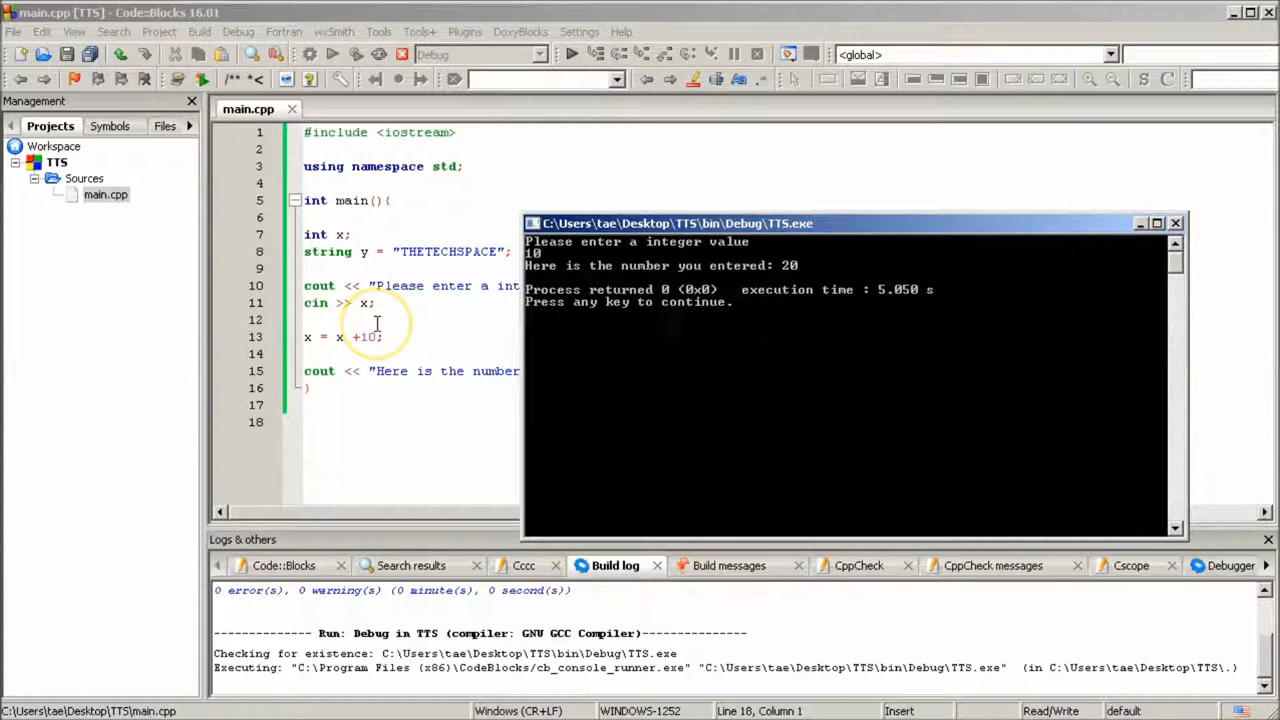 main.cpp [TTS] - Code::Blocks 16.01
File Edit View Search Project Build Debug Fortran wxSmith Tools Tools+ Plugins DoxyBlocks Settings Help
Debug
<global>
/** *<
S C
Management
main.cpp
Projects Symbols Files
Workspace
TTS
Sources
main.cpp
1 #include <iostream>
2
3 using namespace std;
4
5 int main(){
6
7 int x;
8 string y = "THETECHSPACE";
9
10 cout << "Please enter a int
11 cin >> x;
12
13 x = x +10;
14
15 cout << "Here is the number
16 }
17
18
C:\Users\tae\Desktop\TTS\bin\Debug\TTS.exe
Please enter a integer value
10
Here is the number you entered: 20
Process returned 0 (0x0) execution time : 5.050 s
Press any key to continue.
Logs & others
Code::Blocks Search results Cccc Build log Build messages CppCheck CppCheck messages Cscope Debugger
0 error(s), 0 warning(s) (0 minute(s), 0 second(s))
-------------- Run: Debug in TTS (compiler: GNU GCC Compiler)---------------
Checking for existence: C:\Users\tae\Desktop\TTS\bin\Debug\TTS.exe
Executing: "C:\Program Files (x86)\CodeBlocks/cb_console_runner.exe" "C:\Users\tae\Desktop\TTS\bin\Debug\TTS.exe" (in C:\Users\tae\Desktop\TTS\.)
C:\Users\tae\Desktop\TTS\main.cpp Windows (CR+LF) WINDOWS-1252 Line 18, Column 1 Insert Read/Write default